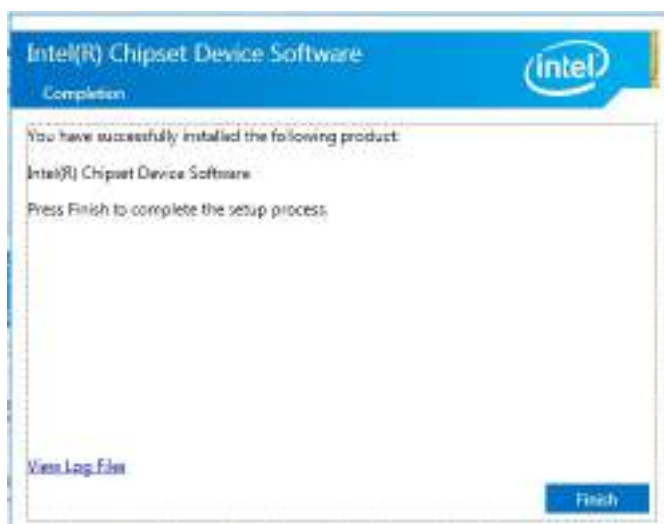 Intel(R) Chipset Device Software
intel
Completion
You have successfully installed the following product:
Intel(R) Chipset Device Software
Press Finish to complete the setup process.
View Log Files
Finish